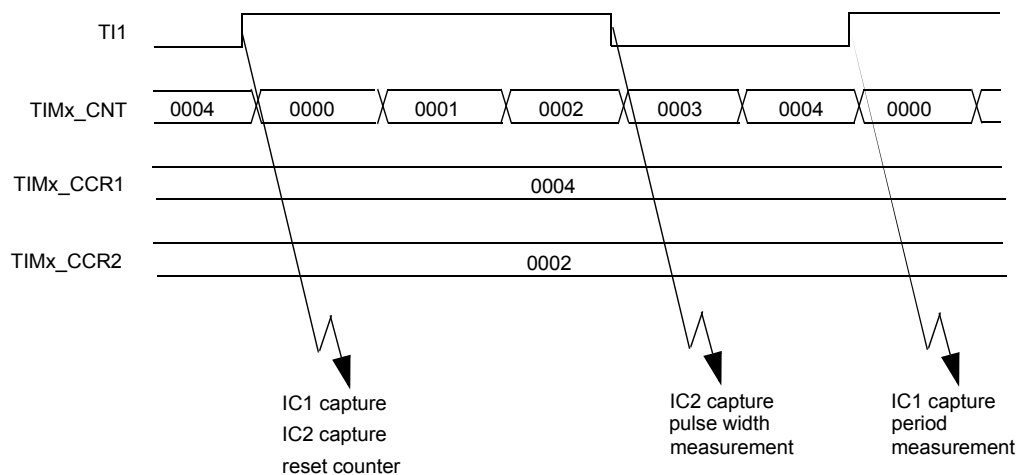 TI1
TIMx_CNT 0004 0000 0001 0002 0003 0004 0000
TIMx_CCR1 0004
TIMx_CCR2 0002
IC1 capture
IC2 capture
reset counter
IC2 capture
pulse width
measurement
IC1 capture
period
measurement